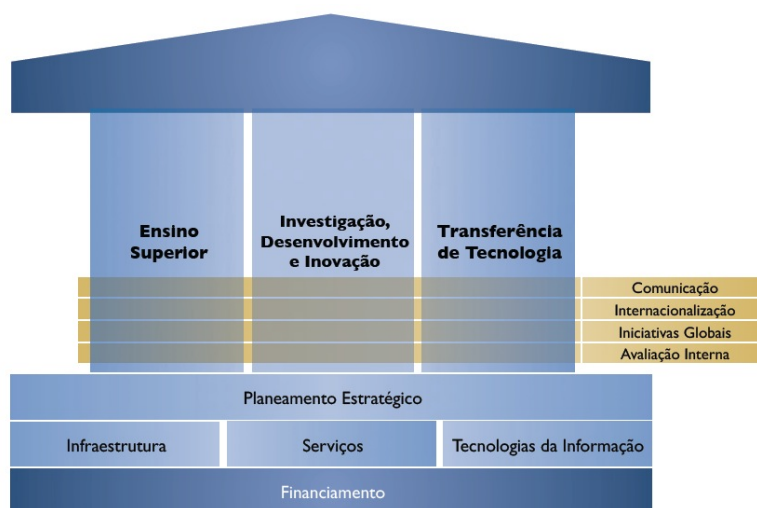 Ensino
Superior
Investigação,
Desenvolvimento
e Inovação
Transferência
de Tecnologia
Comunicação
Internacionalização
Iniciativas Globais
Avaliação Interna
Planeamento Estratégico
Infraestrutura
Serviços
Tecnologias da Informação
Financiamento